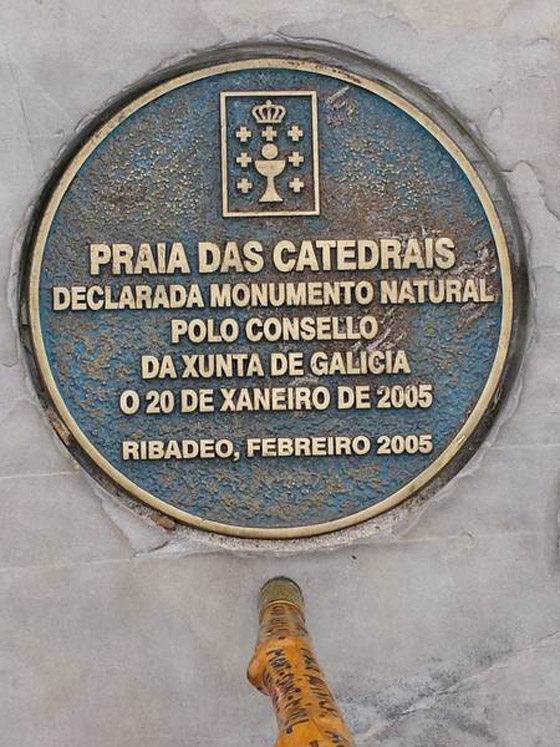 PRAIA DAS CATEDRAIS
DECLARADA MONUMENTO NATURAL
POLO CONSELLO
DA XUNTA DE GALICIA
O 20 DE XANEIRO DE 2005
RIBADEO, FEBREIRO 2005